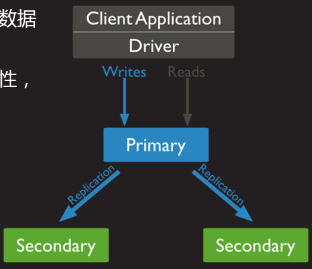 数据
Client Application
Driver
性，
Writes
Reads
Primary
Replication
Replication
Secondary
Secondary